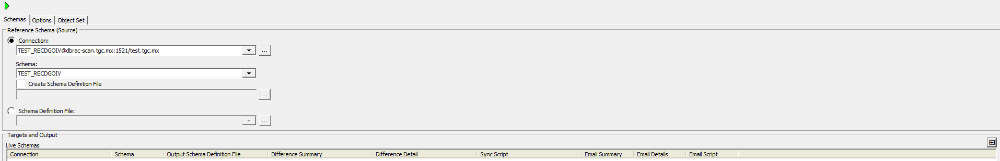 Schemas Options Object Set
Reference Schema (Source)
Connection:
TEST_RECDGOIV@dbrac-scan.tgc.mx:1521/test.tgc.mx ...
Schema:
TEST_RECDGOIV
Create Schema Definition File
...
Schema Definition File:
...
Targets and Output
Live Schemas
Connection Schema Output Schema Definition File Difference Summary Difference Detail Sync Script Email Summary Email Details Email Script